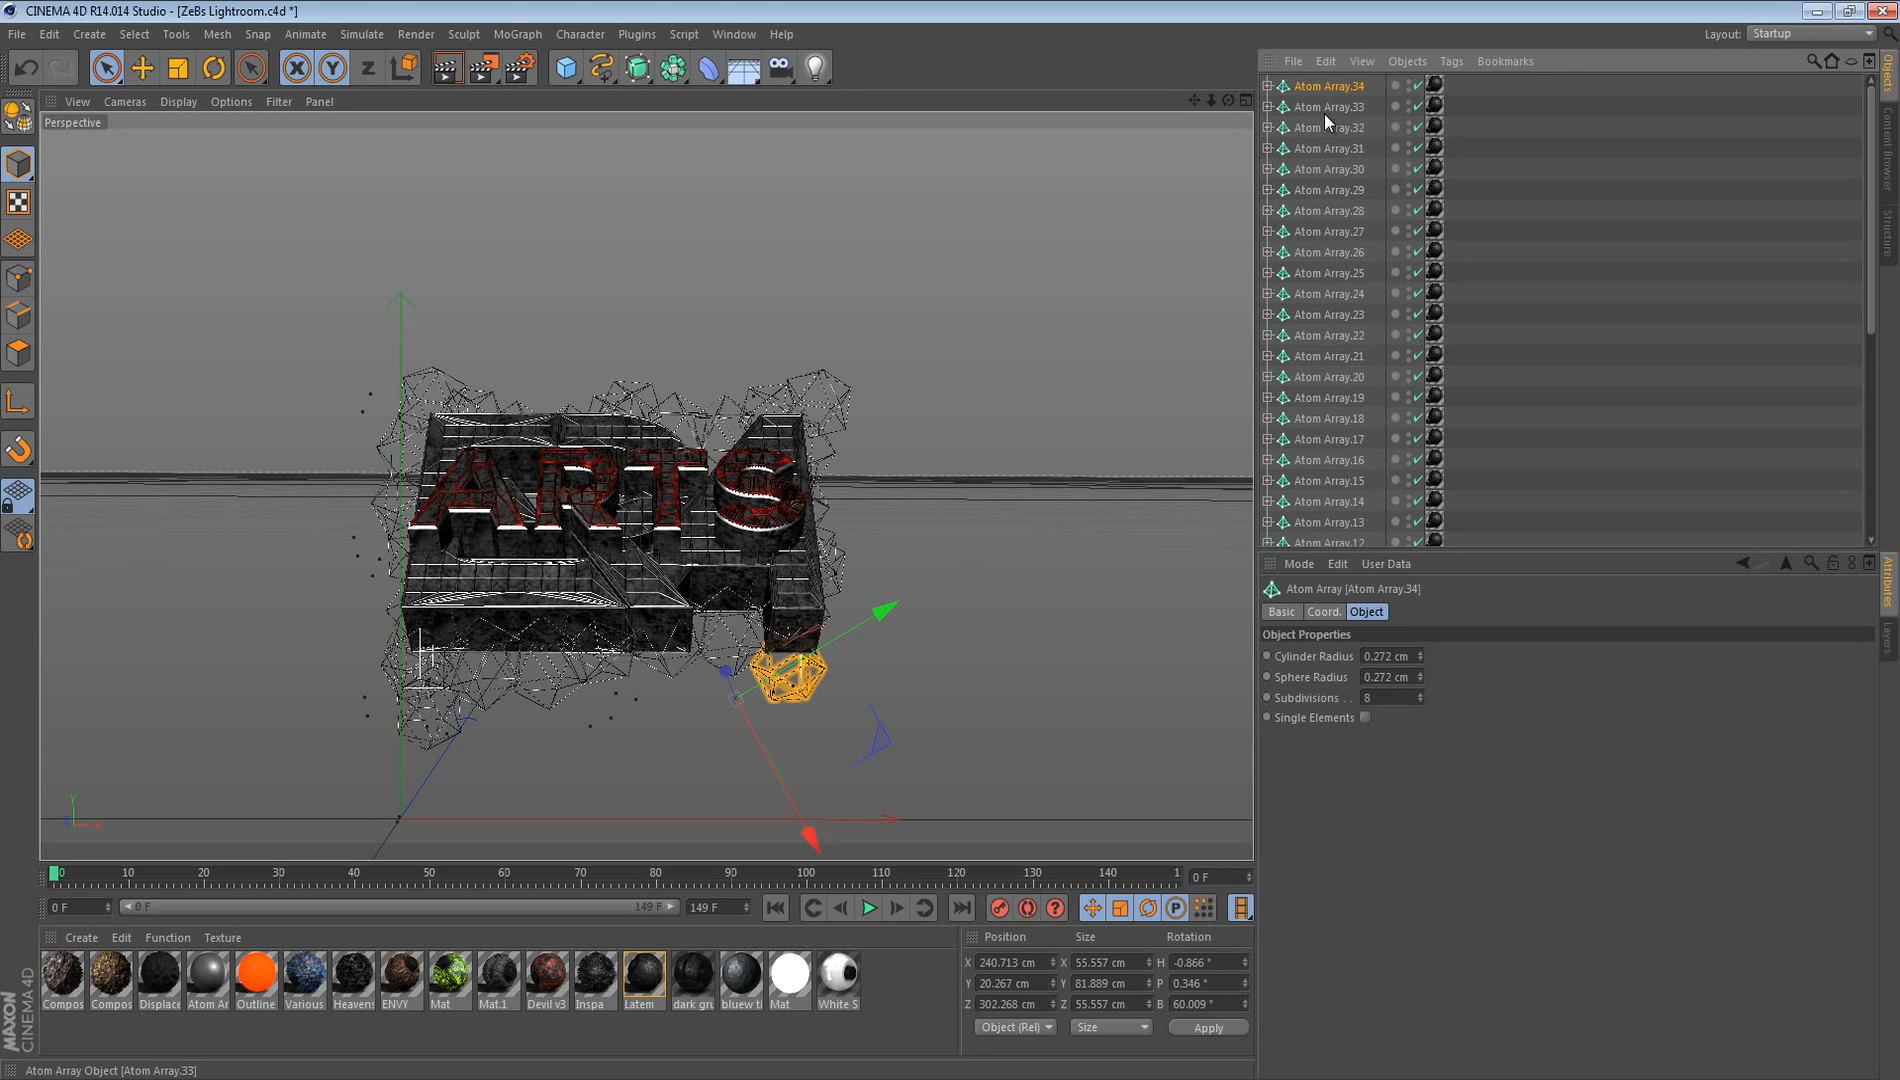 CINEMA 4D R14.014 Studio - [ZeBs Lightroom.c4d *]
File Edit Create Select Tools Mesh Snap Animate Simulate Render Sculpt MoGraph Character Plugins Script Window Help
Layout: Startup
File Edit View Objects Tags Bookmarks
View Cameras Display Options Filter Panel
Perspective
Atom Array.34
Atom Array.33
Atom Array.32
Atom Array.31
Atom Array.30
Atom Array.29
Atom Array.28
Atom Array.27
Atom Array.26
Atom Array.25
Atom Array.24
Atom Array.23
Atom Array.22
Atom Array.21
Atom Array.20
Atom Array.19
Atom Array.18
Atom Array.17
Atom Array.16
Atom Array.15
Atom Array.14
Atom Array.13
Atom Array.12
Objects
Content Browser
Structure
ARTS
Y
Z X
Mode Edit User Data
Atom Array [Atom Array.34]
Basic Coord. Object
Object Properties
Cylinder Radius 0.272 cm
Sphere Radius 0.272 cm
Subdivisions . . 8
Single Elements
Attributes
Layers
0 10 20 30 40 50 60 70 80 90 100 110 120 130 140 1
0 F
0 F 0 F 149 F 149 F
Create Edit Function Texture
Compos Compos Displace Atom Ar Outline Various Heavens ENVY Mat Mat.1 Devil v3 Inspa Latem dark gru bluew ti Mat White S
Position Size Rotation
X 240.713 cm X 55.557 cm H -0.866 °
Y 20.267 cm Y 81.889 cm P 0.346 °
Z 302.268 cm Z 55.557 cm B 60.009 °
Object (Rel) Size Apply
MAXON
CINEMA 4D
Atom Array Object [Atom Array.33]